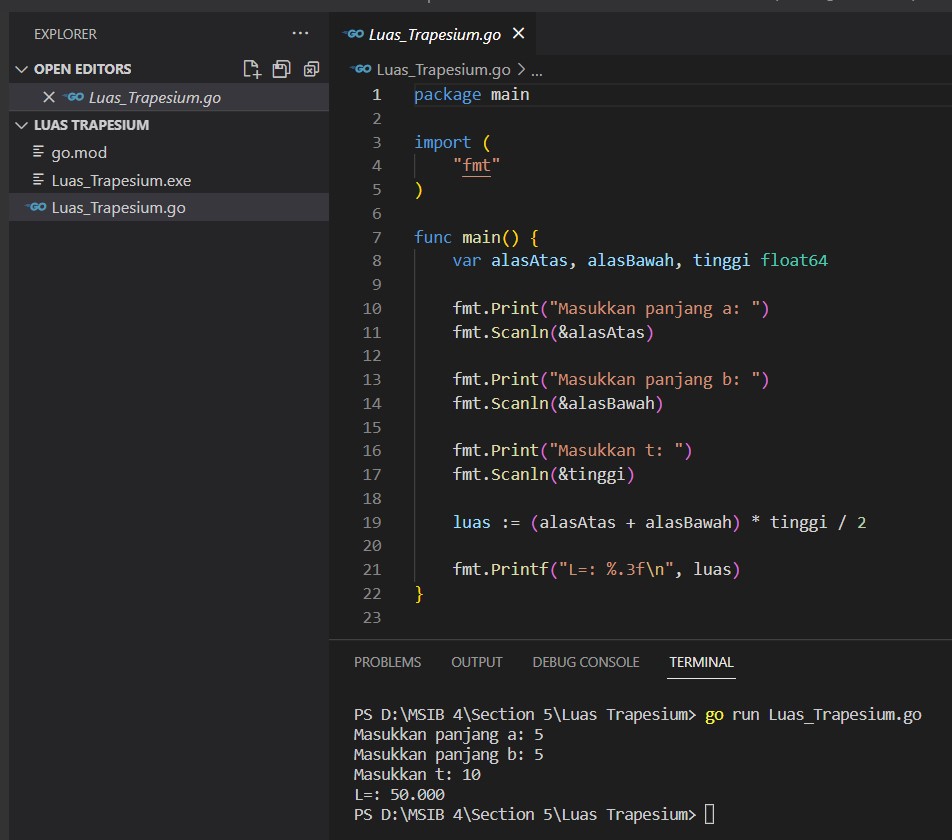 EXPLORER
...
OPEN EDITORS
GO Luas_Trapesium.go
LUAS TRAPESIUM
go.mod
Luas_Trapesium.exe
GO Luas_Trapesium.go
GO Luas_Trapesium.go
GO Luas_Trapesium.go > ...
1 package main
2
3 import (
4     "fmt"
5 )
6
7 func main() {
8     var alasAtas, alasBawah, tinggi float64
9
10     fmt.Print("Masukkan panjang a: ")
11     fmt.Scanln(&alasAtas)
12
13     fmt.Print("Masukkan panjang b: ")
14     fmt.Scanln(&alasBawah)
15
16     fmt.Print("Masukkan t: ")
17     fmt.Scanln(&tinggi)
18
19     luas := (alasAtas + alasBawah) * tinggi / 2
20
21     fmt.Printf("L=: %.3f\n", luas)
22 }
23
PROBLEMS OUTPUT DEBUG CONSOLE TERMINAL
PS D:\MSIB 4\Section 5\Luas Trapesium> go run Luas_Trapesium.go
Masukkan panjang a: 5
Masukkan panjang b: 5
Masukkan t: 10
L=: 50.000
PS D:\MSIB 4\Section 5\Luas Trapesium>